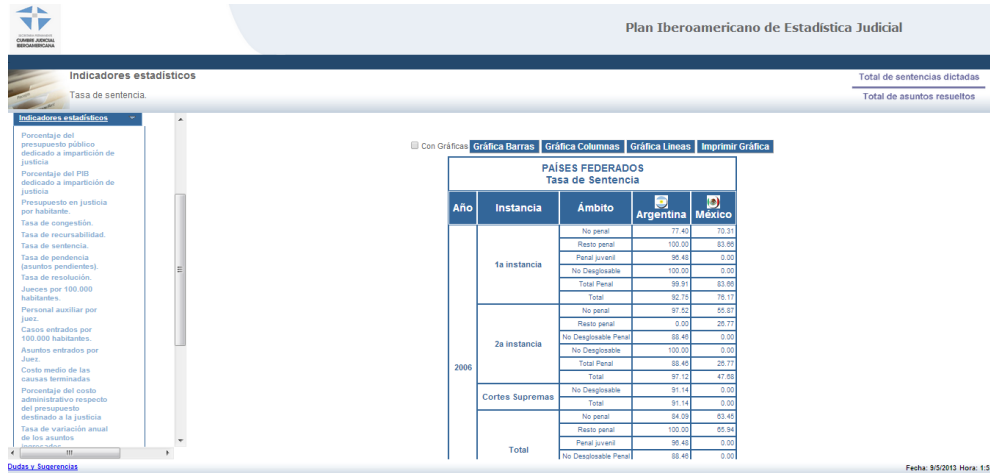 CUMBRE JUDICIAL
IBEROAMERICANA
Plan Iberoamericano de Estadística Judicial
Indicadores estadísticos
Tasa de sentencia.
Total de sentencias dictadas
Total de asuntos resueltos
Indicadores estadísticos
Porcentaje del
presupuesto público
dedicado a impartición de
justicia
Porcentaje del PIB
dedicado a impartición de
justicia
Presupuesto en justicia
por habitante.
Tasa de congestión.
Tasa de recursabilidad.
Tasa de sentencia.
Tasa de pendencia
(asuntos pendientes).
Tasa de resolución.
Jueces por 100.000
habitantes.
Personal auxiliar por
juez.
Casos entrados por
100.000 habitantes.
Asuntos entrados por
Juez.
Costo medio de las
causas terminadas
Porcentaje del costo
administrativo respecto
del presupuesto
destinado a la justicia
Tasa de variación anual
de los asuntos
Con Gráficas Gráfica Barras Gráfica Columnas Gráfica Lineas Imprimir Gráfica
PAÍSES FEDERADOS
Tasa de Sentencia
Año Instancia Ámbito Argentina México
2006
1a instancia
No penal 77.40 70.31
Resto penal 100.00 83.66
Penal juvenil 96.48 0.00
No Desglosable 100.00 0.00
Total Penal 99.91 83.66
Total 92.75 76.17
2a instancia
No penal 97.52 55.87
Resto penal 0.00 26.77
No Desglosable Penal 88.46 0.00
No Desglosable 100.00 0.00
Total Penal 88.46 26.77
Total 97.12 47.68
Cortes Supremas
No Desglosable 91.14 0.00
Total 91.14 0.00
Total
No penal 84.09 63.45
Resto penal 100.00 65.94
Penal juvenil 96.48 0.00
No Desglosable Penal 88.46 0.00
Dudas y Sugerencias
Fecha: 9/5/2013 Hora: 1:5